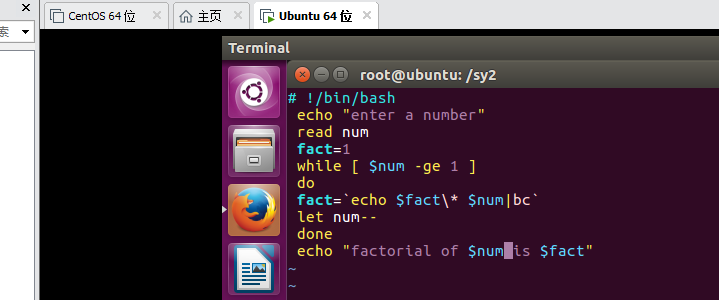 CentOS 64 位
主页
Ubuntu 64 位
索
Terminal
root@ubuntu: /sy2
# !/bin/bash
echo "enter a number"
read num
fact=1
while [ $num -ge 1 ]
do
fact=`echo $fact\* $num|bc`
let num--
done
echo "factorial of $num is $fact"
~
~